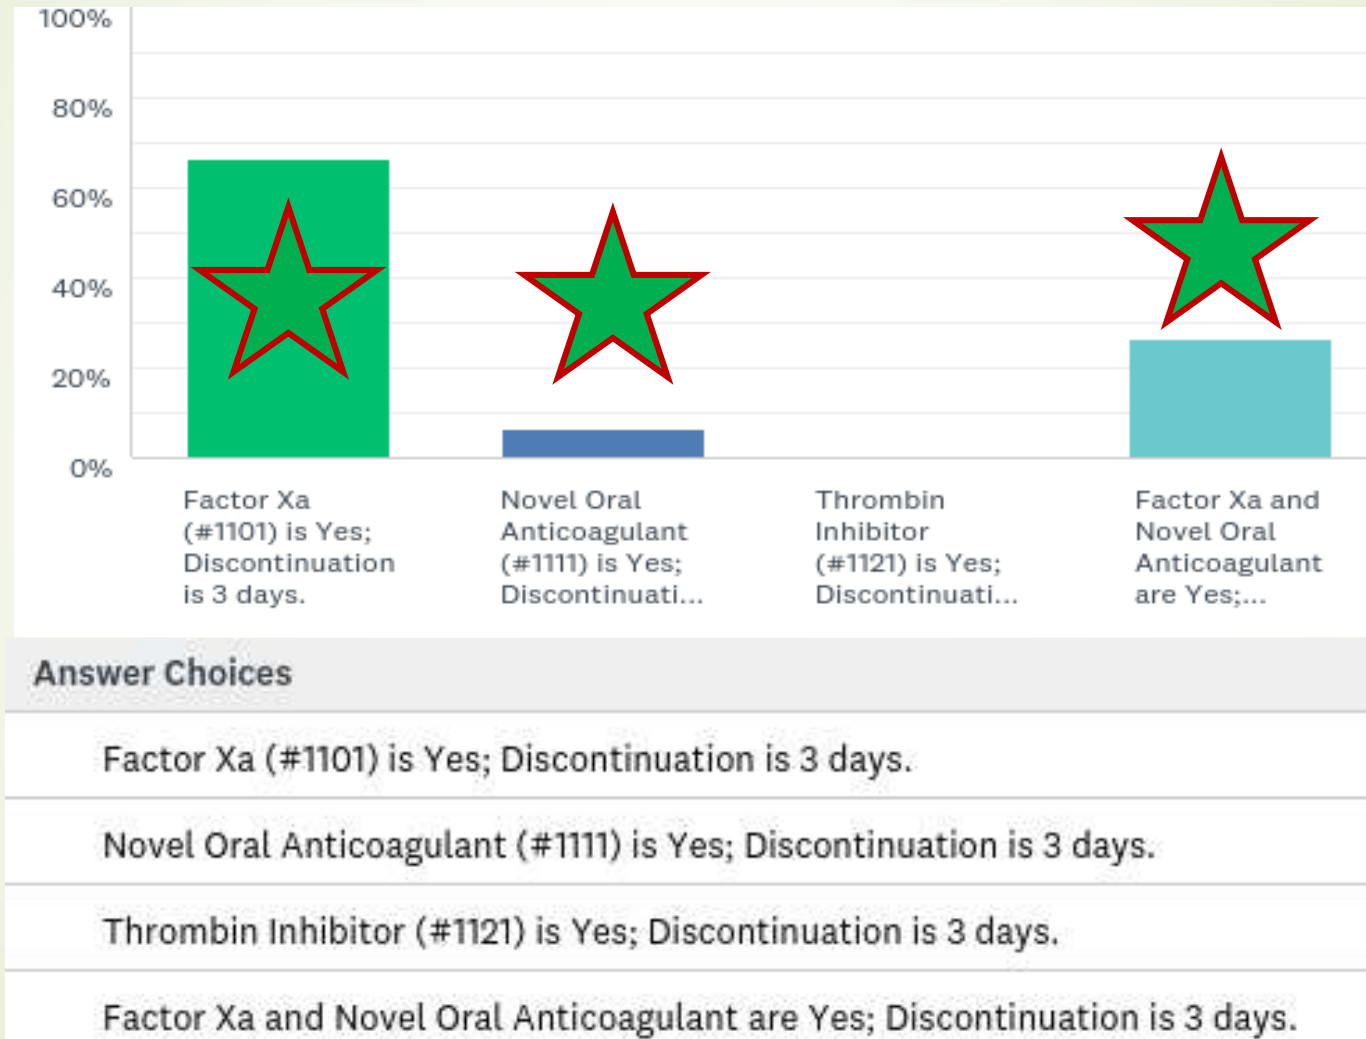 100%
80%
60%
40%
20%
0%
Factor Xa
(#1101) is Yes;
Discontinuation
is 3 days.
Novel Oral
Anticoagulant
(#1111) is Yes;
Discontinuati...
Thrombin
Inhibitor
(#1121) is Yes;
Discontinuati...
Factor Xa and
Novel Oral
Anticoagulant
are Yes;...
Answer Choices
Factor Xa (#1101) is Yes; Discontinuation is 3 days.
Novel Oral Anticoagulant (#1111) is Yes; Discontinuation is 3 days.
Thrombin Inhibitor (#1121) is Yes; Discontinuation is 3 days.
Factor Xa and Novel Oral Anticoagulant are Yes; Discontinuation is 3 days.